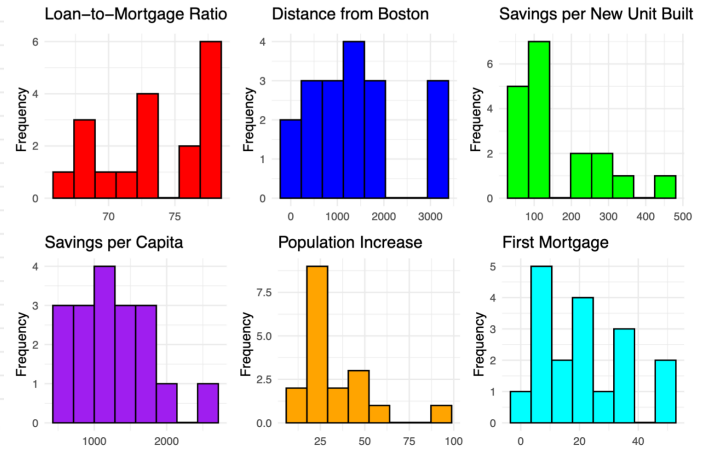 Loan−to−Mortgage Ratio
Frequency
6
4
2
0
70 75
Distance from Boston
Frequency
4
3
2
1
0
0 1000 2000 3000
Savings per New Unit Built
Frequency
6
4
2
0
100 200 300 400 500
Savings per Capita
Frequency
4
3
2
1
0
1000 2000
Population Increase
Frequency
7.5
5.0
2.5
0.0
25 50 75 100
First Mortgage
Frequency
5
4
3
2
1
0
0 20 40